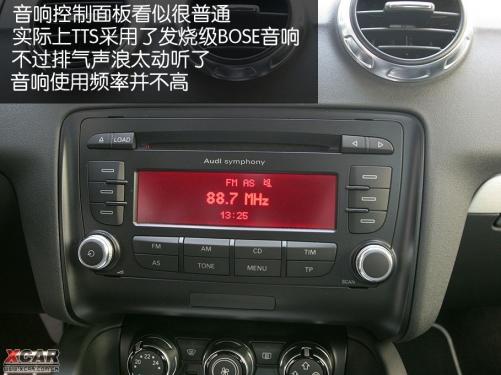 音响控制面板看似很普通
实际上TTS采用了发烧级BOSE音响
不过排气声浪太动听了
音响使用频率并不高
LOAD
Audi symphony
FM AS
88.7 MHz
13:25
FM AM CD TIM
AS TONE MENU TP
SCAN
20
22
24
XCAR